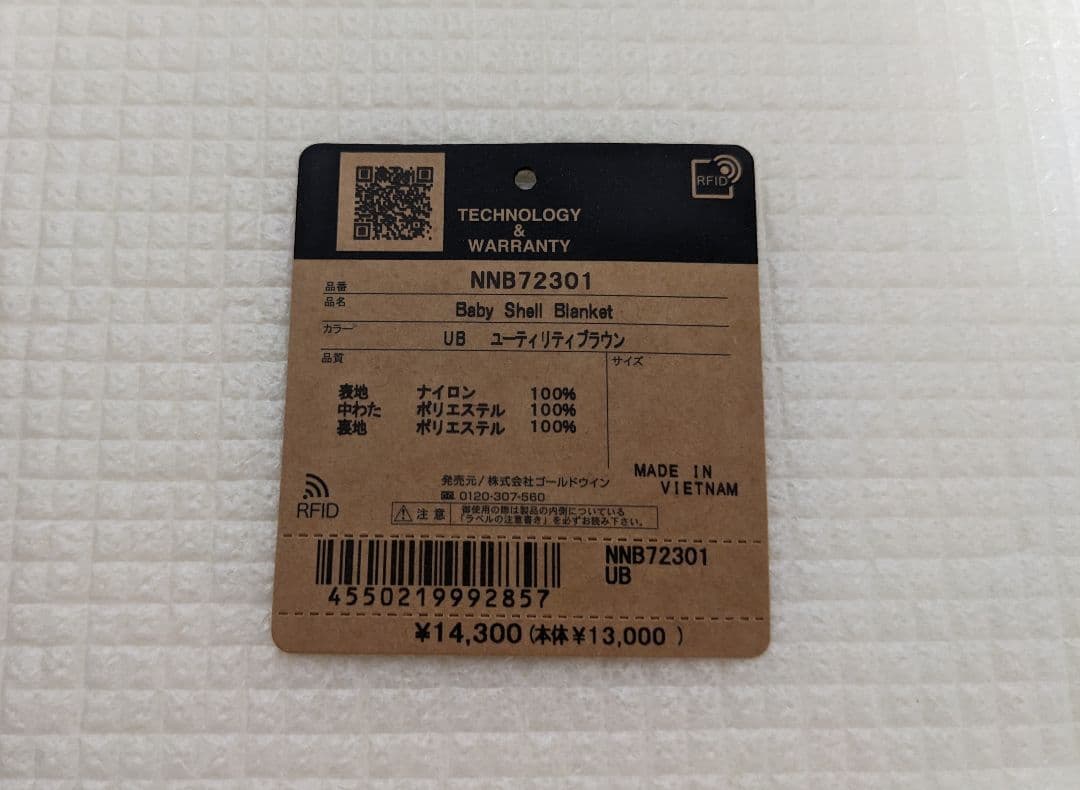 RFID
TECHNOLOGY
&
WARRANTY
品番 NNB72301
品名 Baby Shell Blanket
カラー UB ユーティリティブラウン
品質 サイズ
表地 ナイロン 100%
中わた ポリエステル 100%
裏地 ポリエステル 100%
MADE IN
VIETNAM
発売元/株式会社ゴールドウイン
0120-307-560
RFID
注意 御使用の際は製品の内側についている
「ラベルの注意書き」を必ずお読み下さい。
4550219992857
NNB72301
UB
¥14,300(本体¥13,000 )